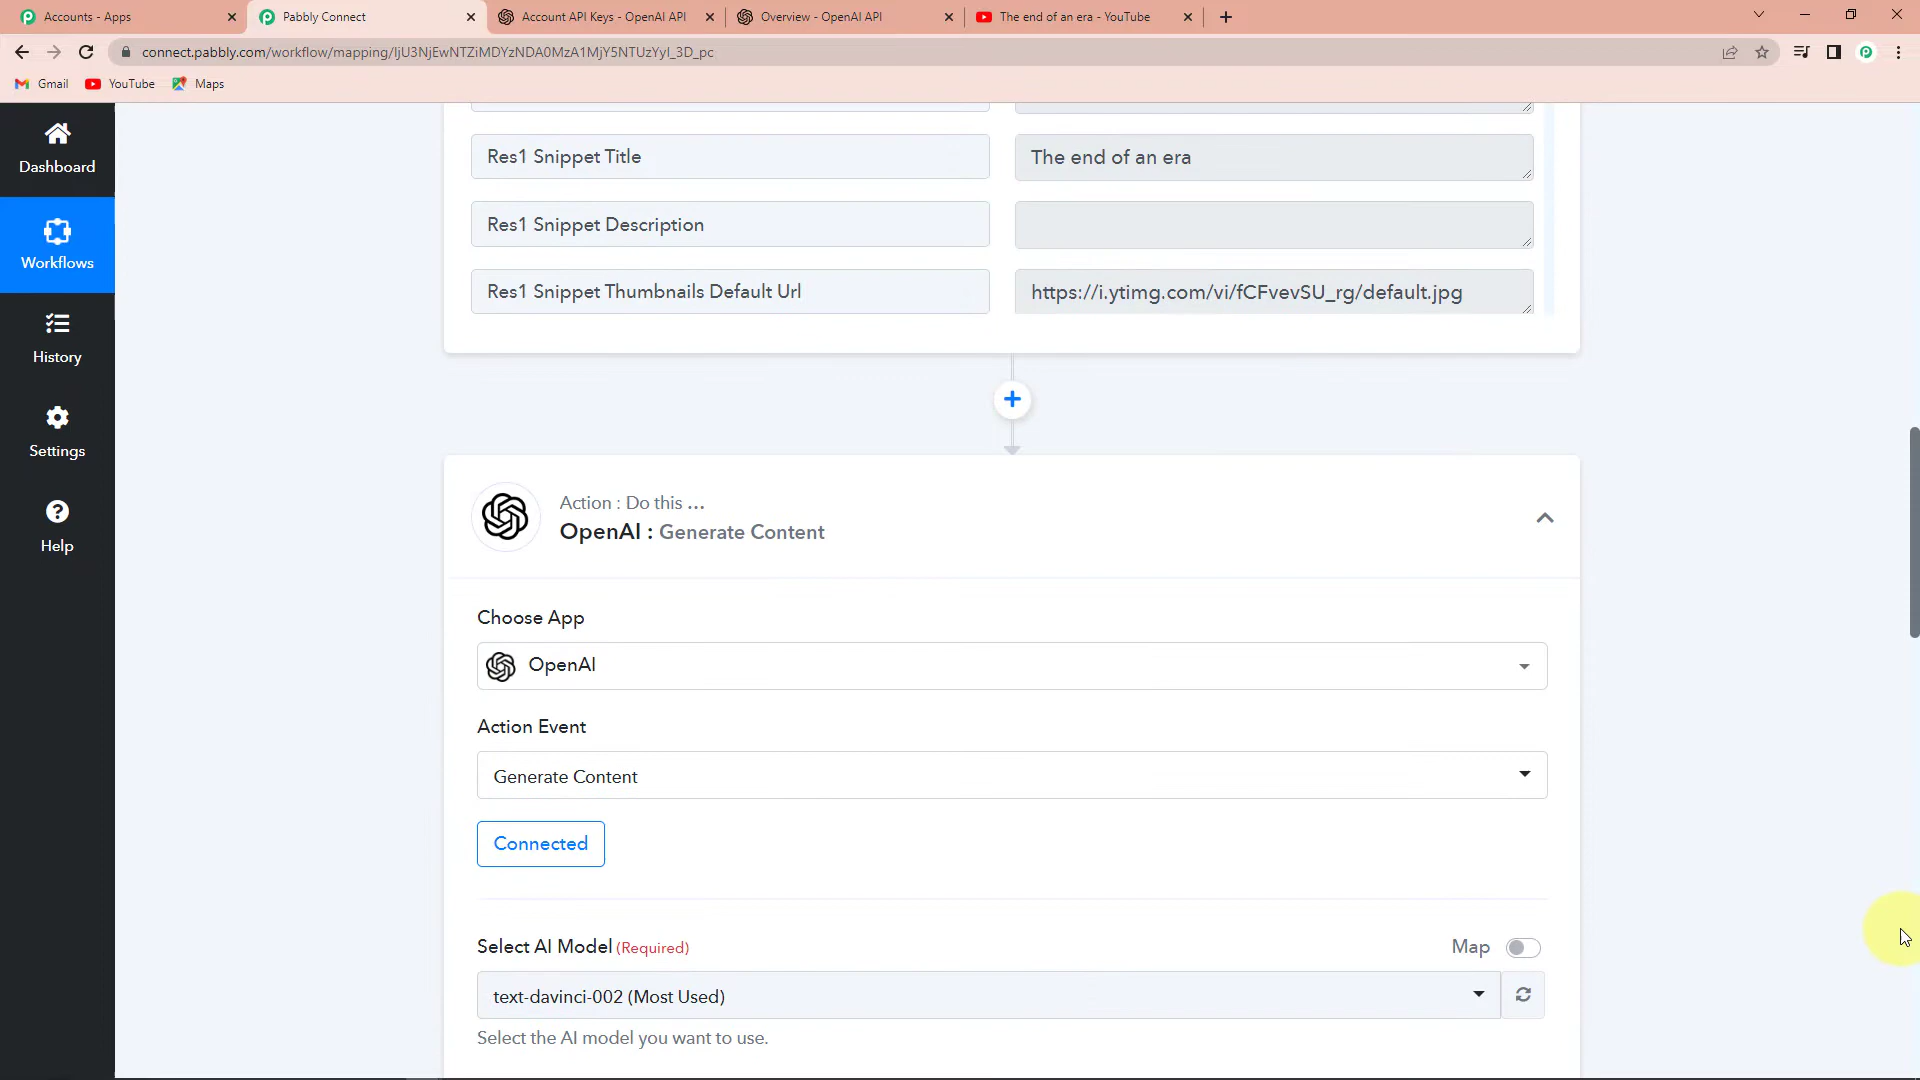 Accounts - Apps
Pabbly Connect
Account API Keys - OpenAI API
Overview - OpenAI API
The end of an era - YouTube
connect.pabbly.com/workflow/mapping/IjU3NjEwNTZiMDYzNDA0MzA1MjY5NTUzYyI_3D_pc
Gmail
YouTube
Maps
Dashboard
Workflows
History
Settings
Help
Res1 Snippet Title
The end of an era
Res1 Snippet Description
Res1 Snippet Thumbnails Default Url
https://i.ytimg.com/vi/fCFvevSU_rg/default.jpg
Action : Do this ...
OpenAI : Generate Content
Choose App
OpenAI
Action Event
Generate Content
Connected
Select AI Model (Required)
Map
text-davinci-002 (Most Used)
Select the AI model you want to use.